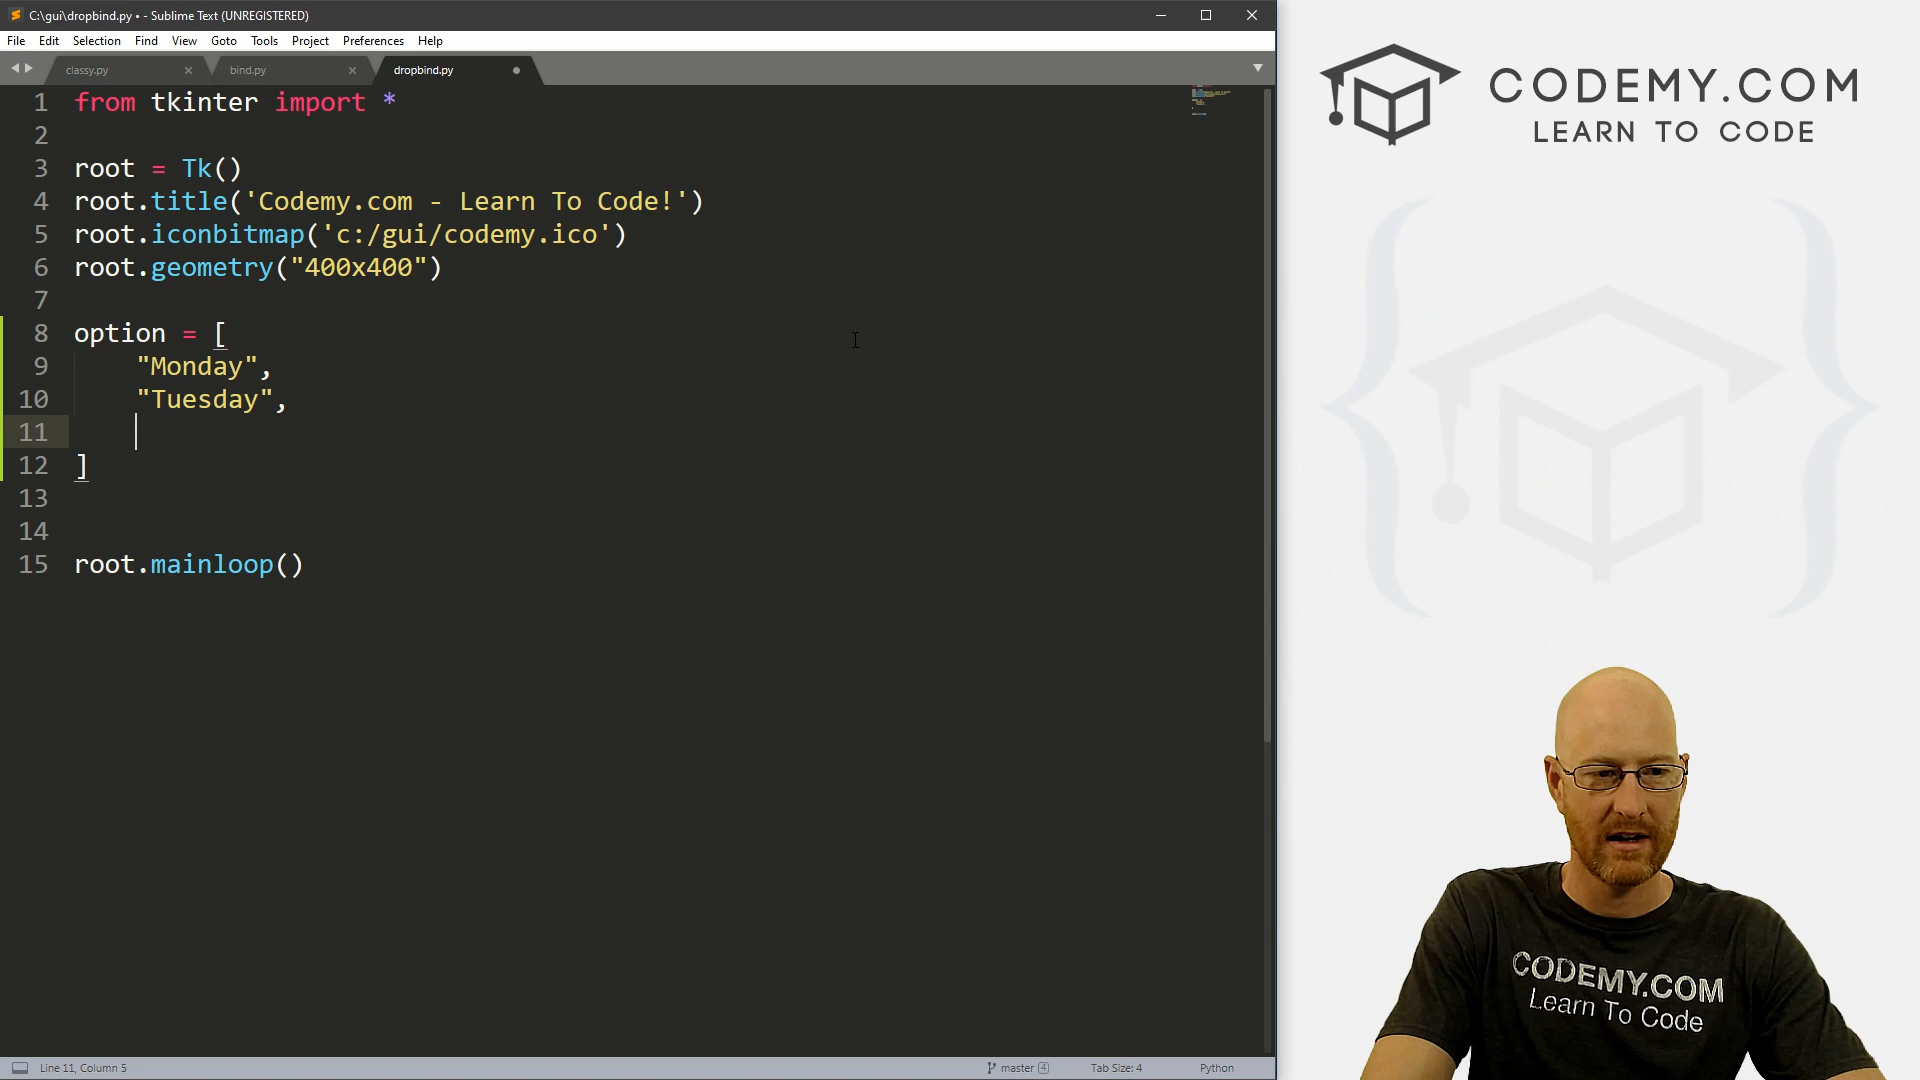 C:\gui\dropbind.py • - Sublime Text (UNREGISTERED)
File Edit Selection Find View Goto Tools Project Preferences Help
classy.py bind.py dropbind.py
1 from tkinter import *
2
3 root = Tk()
4 root.title('Codemy.com - Learn To Code!')
5 root.iconbitmap('c:/gui/codemy.ico')
6 root.geometry("400x400")
7
8 option = [
9 "Monday",
10 "Tuesday",
11
12 ]
13
14
15 root.mainloop()
Line 11, Column 5 master 4 Tab Size: 4 Python
CODEMY.COM
LEARN TO CODE
CODEMY.COM
Learn To Code